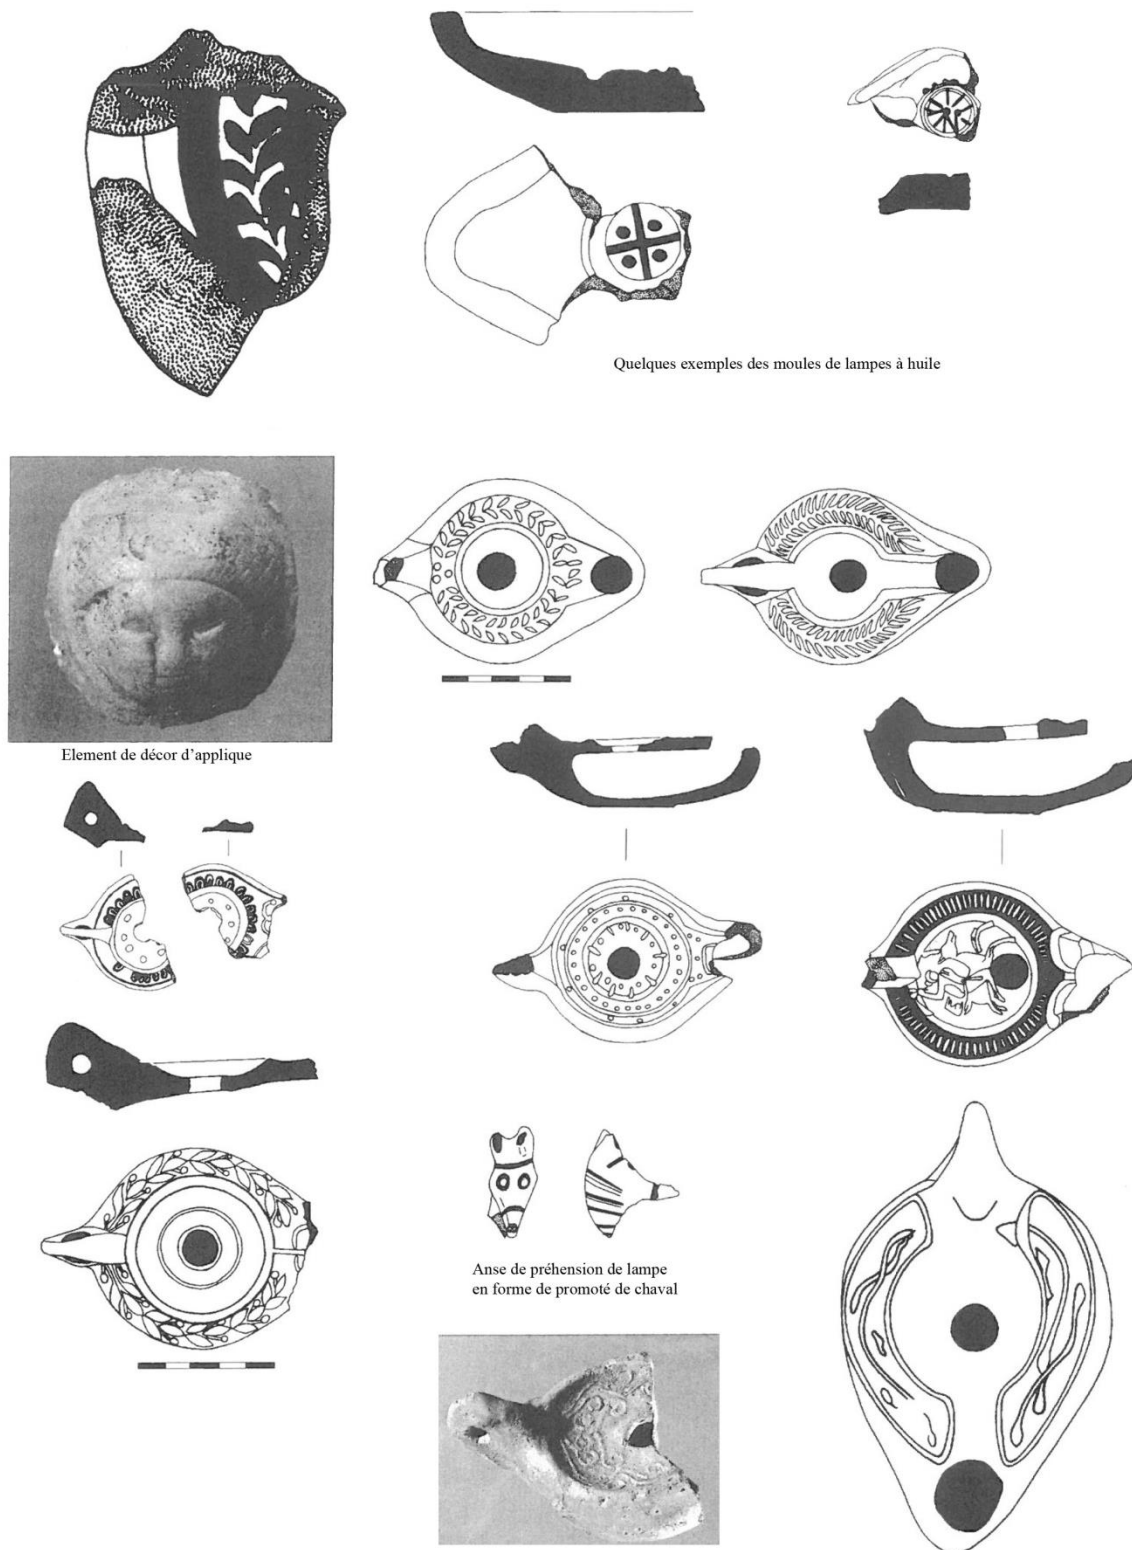 Quelques exemples des moules de lampes à huile
Element de décor d’applique
Anse de préhension de lampe
en forme de promoté de chaval